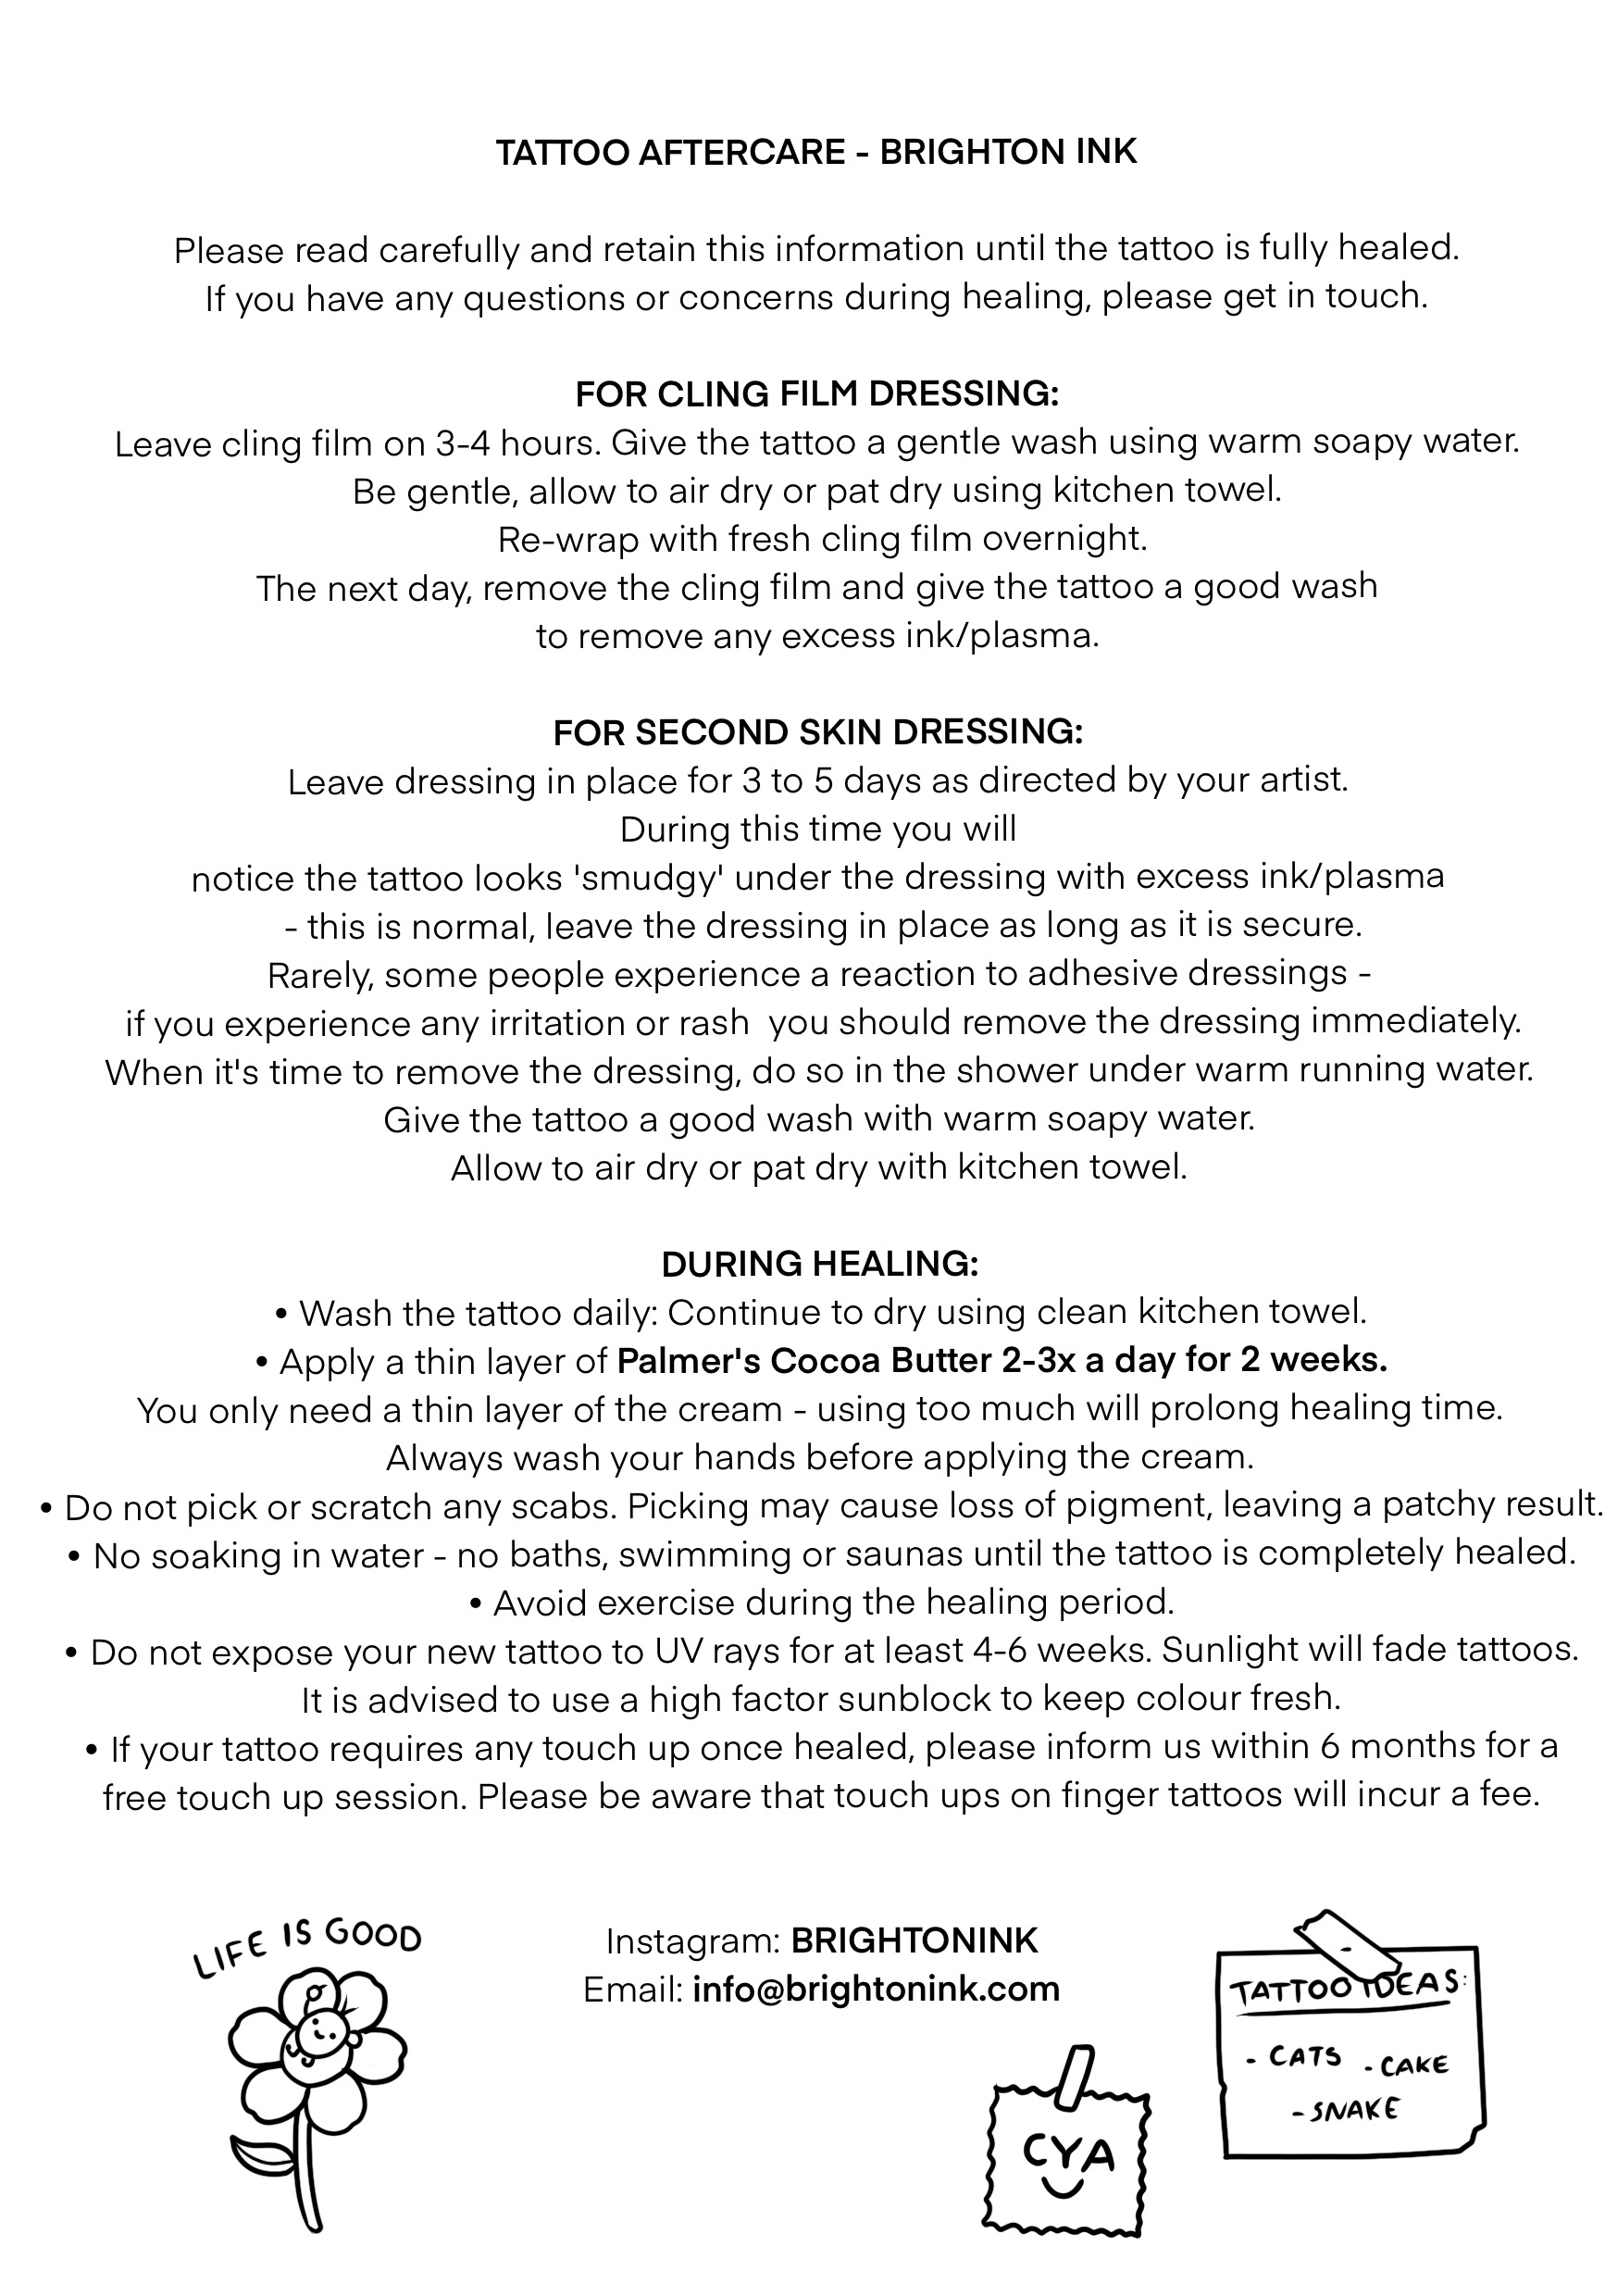 TATTOO AFTERCARE - BRIGHTON INK
Please read carefully and retain this information until the tattoo is fully healed.
If you have any questions or concerns during healing, please get in touch.
FOR CLING FILM DRESSING:
Leave cling film on 3-4 hours. Give the tattoo a gentle wash using warm soapy water.
Be gentle, allow to air dry or pat dry using kitchen towel.
Re-wrap with fresh cling film overnight.
The next day, remove the cling film and give the tattoo a good wash
to remove any excess ink/plasma.
FOR SECOND SKIN DRESSING:
Leave dressing in place for 3 to 5 days as directed by your artist.
During this time you will
notice the tattoo looks 'smudgy' under the dressing with excess ink/plasma
- this is normal, leave the dressing in place as long as it is secure.
Rarely, some people experience a reaction to adhesive dressings -
if you experience any irritation or rash  you should remove the dressing immediately.
When it's time to remove the dressing, do so in the shower under warm running water.
Give the tattoo a good wash with warm soapy water.
Allow to air dry or pat dry with kitchen towel.
DURING HEALING:
• Wash the tattoo daily: Continue to dry using clean kitchen towel.
• Apply a thin layer of Palmer's Cocoa Butter 2-3x a day for 2 weeks.
You only need a thin layer of the cream - using too much will prolong healing time.
Always wash your hands before applying the cream.
• Do not pick or scratch any scabs. Picking may cause loss of pigment, leaving a patchy result.
• No soaking in water - no baths, swimming or saunas until the tattoo is completely healed.
• Avoid exercise during the healing period.
• Do not expose your new tattoo to UV rays for at least 4-6 weeks. Sunlight will fade tattoos.
It is advised to use a high factor sunblock to keep colour fresh.
• If your tattoo requires any touch up once healed, please inform us within 6 months for a
free touch up session. Please be aware that touch ups on finger tattoos will incur a fee.
LIFE IS GOOD
Instagram: BRIGHTONINK
Email: info@brightonink.com
TATTOO IDEAS:
- CATS - CAKE
- SNAKE
CYA